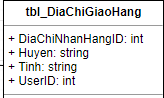 tbl_DiaChiGiaoHang
+ DiaChiNhanHangID: int
+ Huyen: string
+ Tinh: string
+ UserID: int